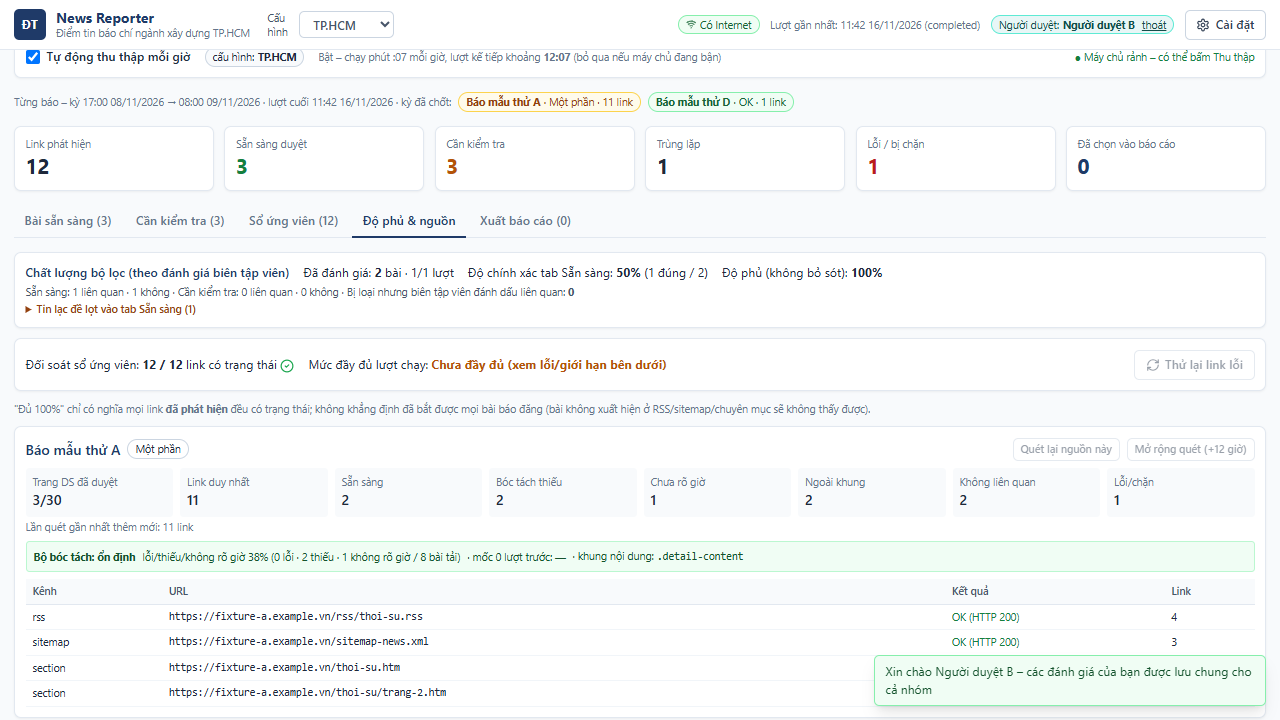 ĐT
News Reporter
Điểm tin báo chí ngành xây dựng TP.HCM
Cấu hình
TP.HCM
Có Internet
Lượt gần nhất: 11:42 16/11/2026 (completed)
Người duyệt: Người duyệt B thoát
Cài đặt
Tự động thu thập mỗi giờ
cấu hình: TP.HCM
Bật – chạy phút :07 mỗi giờ, lượt kế tiếp khoảng 12:07 (bỏ qua nếu máy chủ đang bận)
● Máy chủ rảnh – có thể bấm Thu thập
Từng báo – kỳ 17:00 08/11/2026 → 08:00 09/11/2026 · lượt cuối 11:42 16/11/2026 · kỳ đã chốt:
Báo mẫu thử A · Một phần · 11 link
Báo mẫu thử D · OK · 1 link
Link phát hiện
12
Sẵn sàng duyệt
3
Cần kiểm tra
3
Trùng lặp
1
Lỗi / bị chặn
1
Đã chọn vào báo cáo
0
Bài sẵn sàng (3)
Cần kiểm tra (3)
Sổ ứng viên (12)
Độ phủ & nguồn
Xuất báo cáo (0)
Chất lượng bộ lọc (theo đánh giá biên tập viên) Đã đánh giá: 2 bài · 1/1 lượt Độ chính xác tab Sẵn sàng: 50% (1 đúng / 2) Độ phủ (không bỏ sót): 100%
Sẵn sàng: 1 liên quan · 1 không · Cần kiểm tra: 0 liên quan · 0 không · Bị loại nhưng biên tập viên đánh dấu liên quan: 0
▶ Tin lạc đề lọt vào tab Sẵn sàng (1)
Đối soát sổ ứng viên: 12 / 12 link có trạng thái
Mức đầy đủ lượt chạy: Chưa đầy đủ (xem lỗi/giới hạn bên dưới)
Thử lại link lỗi
"Đủ 100%" chỉ có nghĩa mọi link đã phát hiện đều có trạng thái; không khẳng định đã bắt được mọi bài báo đăng (bài không xuất hiện ở RSS/sitemap/chuyên mục sẽ không thấy được).
Báo mẫu thử A
Một phần
Quét lại nguồn này
Mở rộng quét (+12 giờ)
Trang DS đã duyệt
3/30
Link duy nhất
11
Sẵn sàng
2
Bóc tách thiếu
2
Chưa rõ giờ
1
Ngoài khung
2
Không liên quan
2
Lỗi/chặn
1
Lần quét gần nhất thêm mới: 11 link
Bộ bóc tách: ổn định lỗi/thiếu/không rõ giờ 38% (0 lỗi · 2 thiếu · 1 không rõ giờ / 8 bài tải) · mốc 0 lượt trước: — · khung nội dung: .detail-content
Kênh URL Kết quả Link
rss https://fixture-a.example.vn/rss/thoi-su.rss OK (HTTP 200) 4
sitemap https://fixture-a.example.vn/sitemap-news.xml OK (HTTP 200) 3
section https://fixture-a.example.vn/thoi-su.htm
section https://fixture-a.example.vn/thoi-su/trang-2.htm
Xin chào Người duyệt B – các đánh giá của bạn được lưu chung cho
cả nhóm